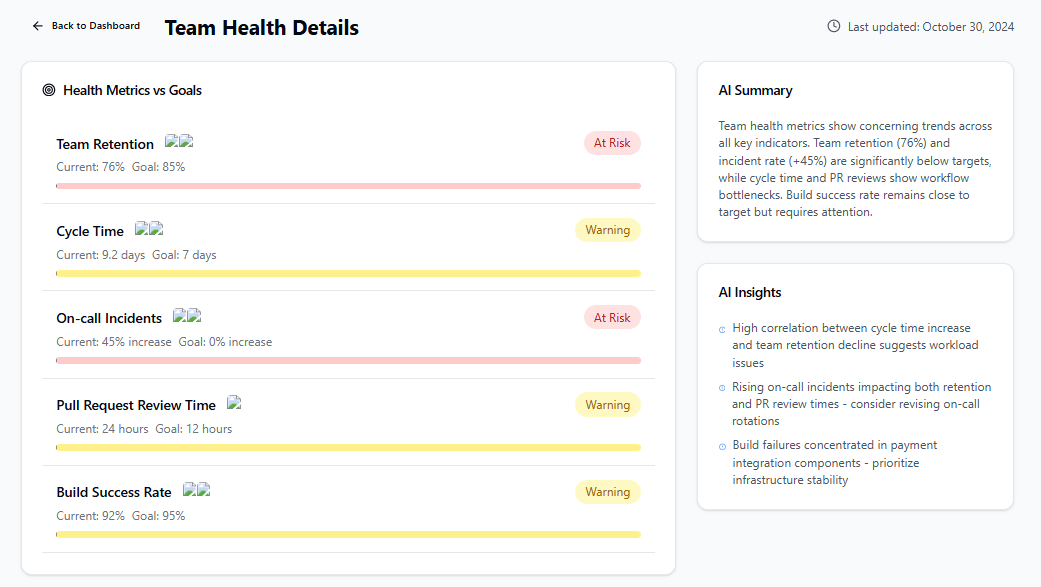 Back to Dashboard
Team Health Details
Last updated: October 30, 2024
Health Metrics vs Goals
Team Retention
At Risk
Current: 76% Goal: 85%
Cycle Time
Warning
Current: 9.2 days Goal: 7 days
On-call Incidents
At Risk
Current: 45% increase Goal: 0% increase
Pull Request Review Time
Warning
Current: 24 hours Goal: 12 hours
Build Success Rate
Warning
Current: 92% Goal: 95%
AI Summary
Team health metrics show concerning trends across
all key indicators. Team retention (76%) and
incident rate (+45%) are significantly below targets,
while cycle time and PR reviews show workflow
bottlenecks. Build success rate remains close to
target but requires attention.
AI Insights
High correlation between cycle time increase
and team retention decline suggests workload
issues
Rising on-call incidents impacting both retention
and PR review times - consider revising on-call
rotations
Build failures concentrated in payment
integration components - prioritize
infrastructure stability